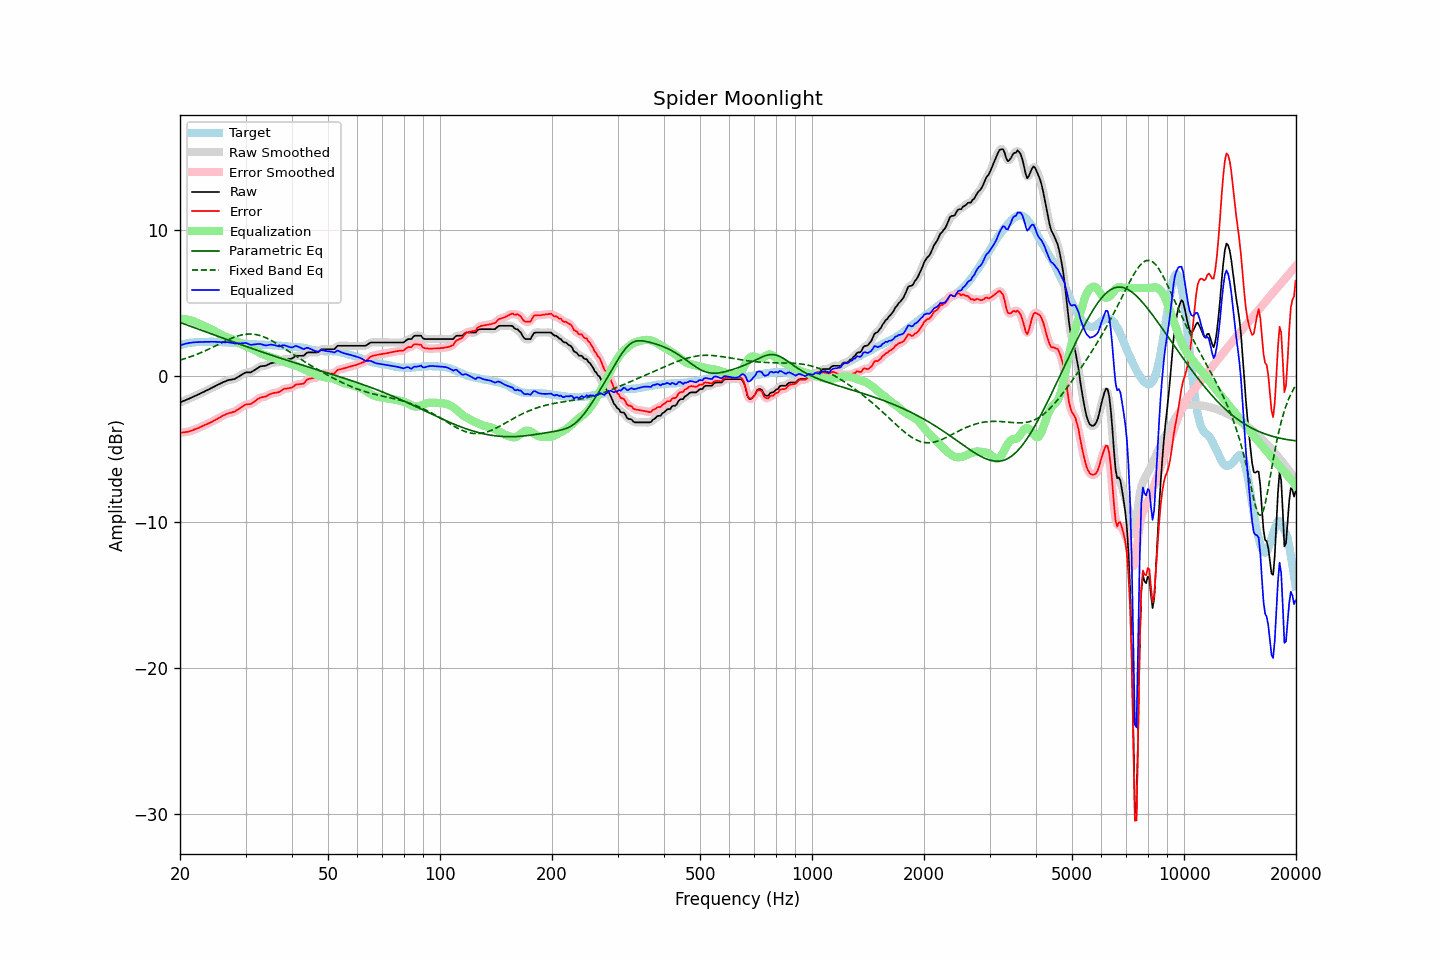 Spider Moonlight
Target
Raw Smoothed
Error Smoothed
Raw
Error
Equalization
Parametric Eq
Fixed Band Eq
Equalized
10
0
−10
−20
−30
Amplitude (dBr)
20 50 100 200 500 1000 2000 5000 10000 20000
Frequency (Hz)